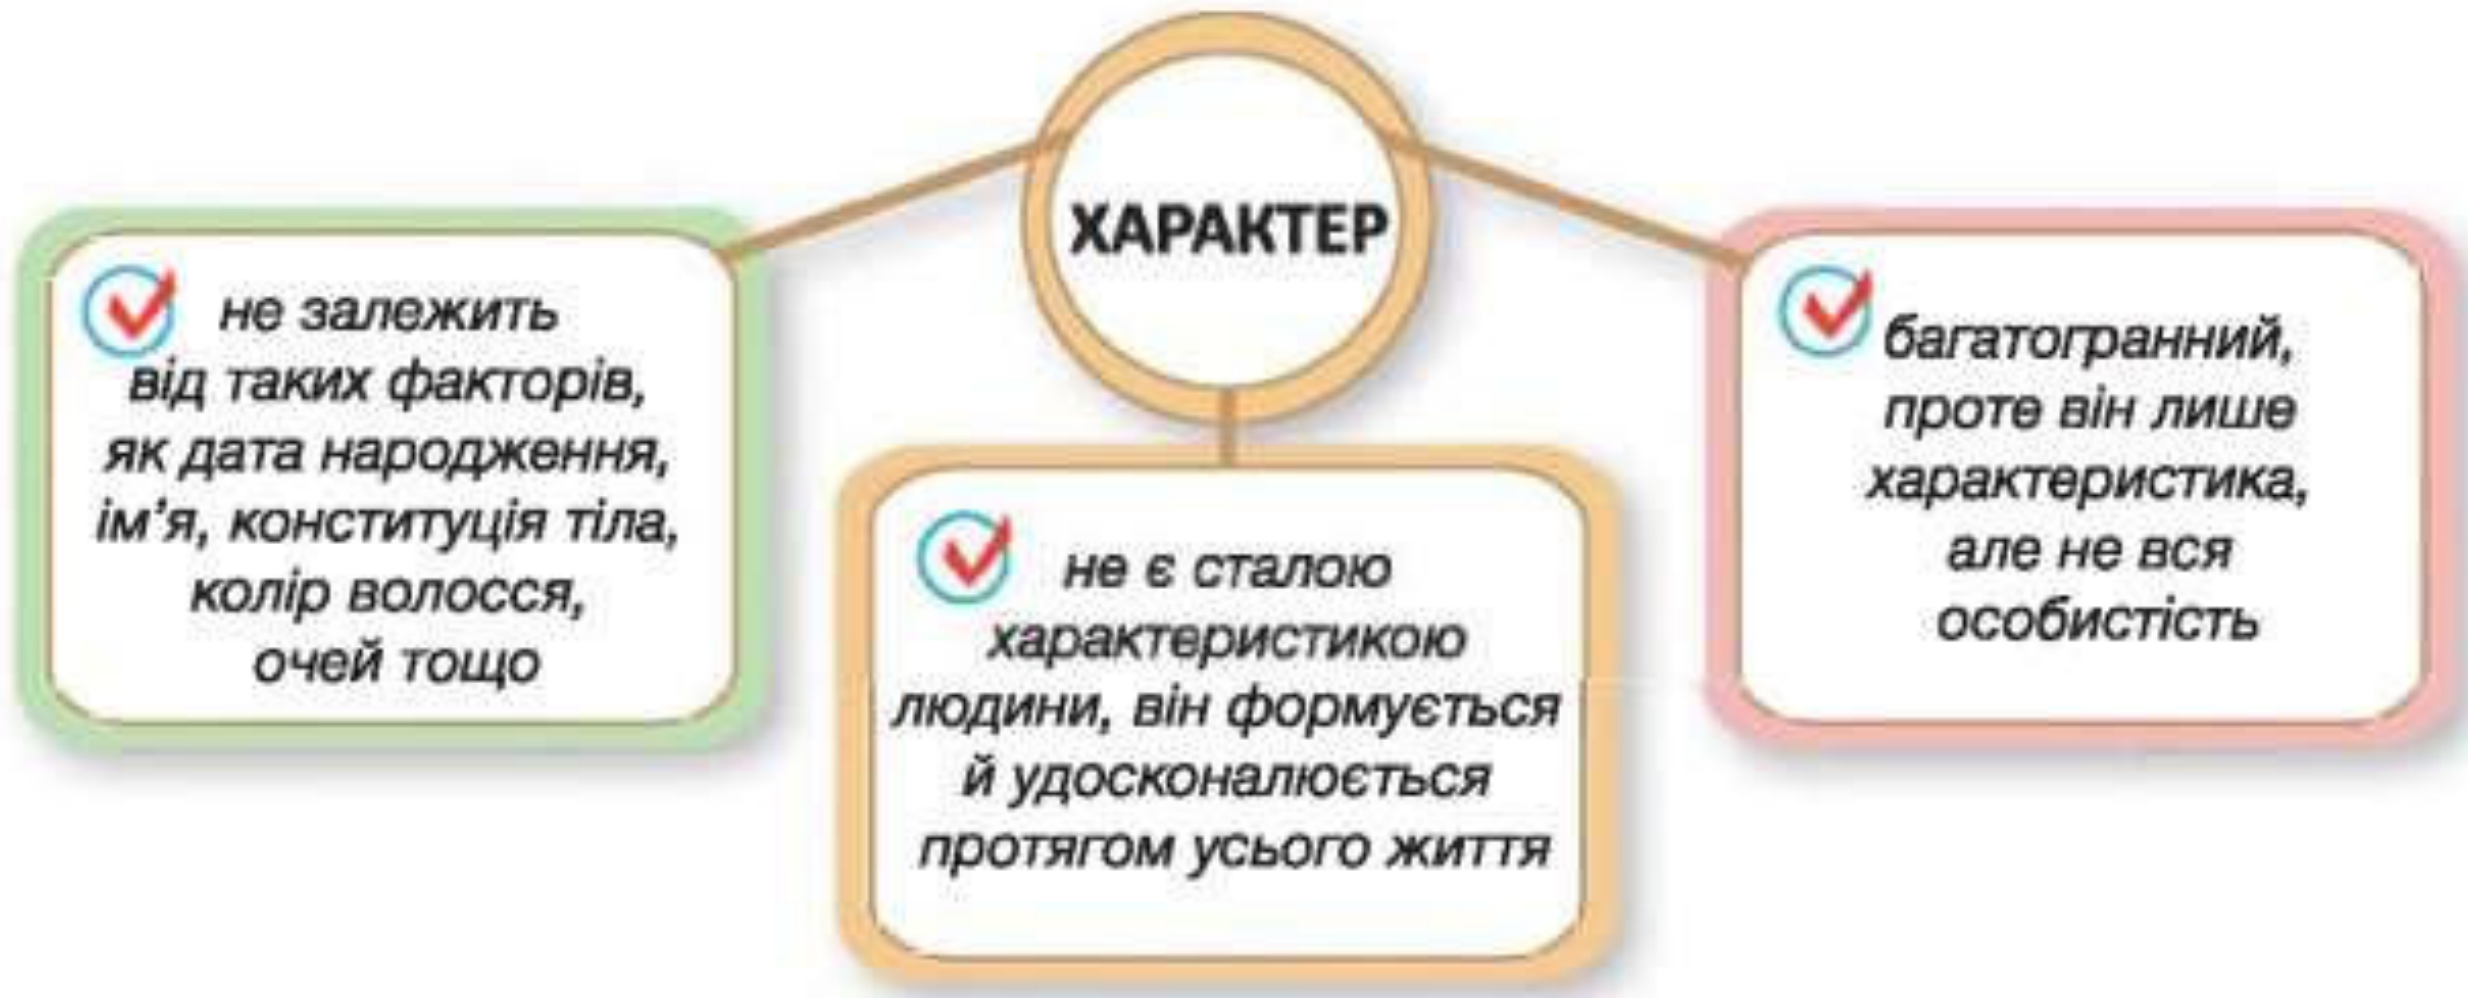 ХАРАКТЕР
не залежить
від таких факторів,
як дата народження,
ім’я, конституція тіла,
колір волосся,
очей тощо
не є сталою
характеристикою
людини, він формується
й удосконалюється
протягом усього життя
багатогранний,
проте він лише
характеристика,
але не вся
особистість